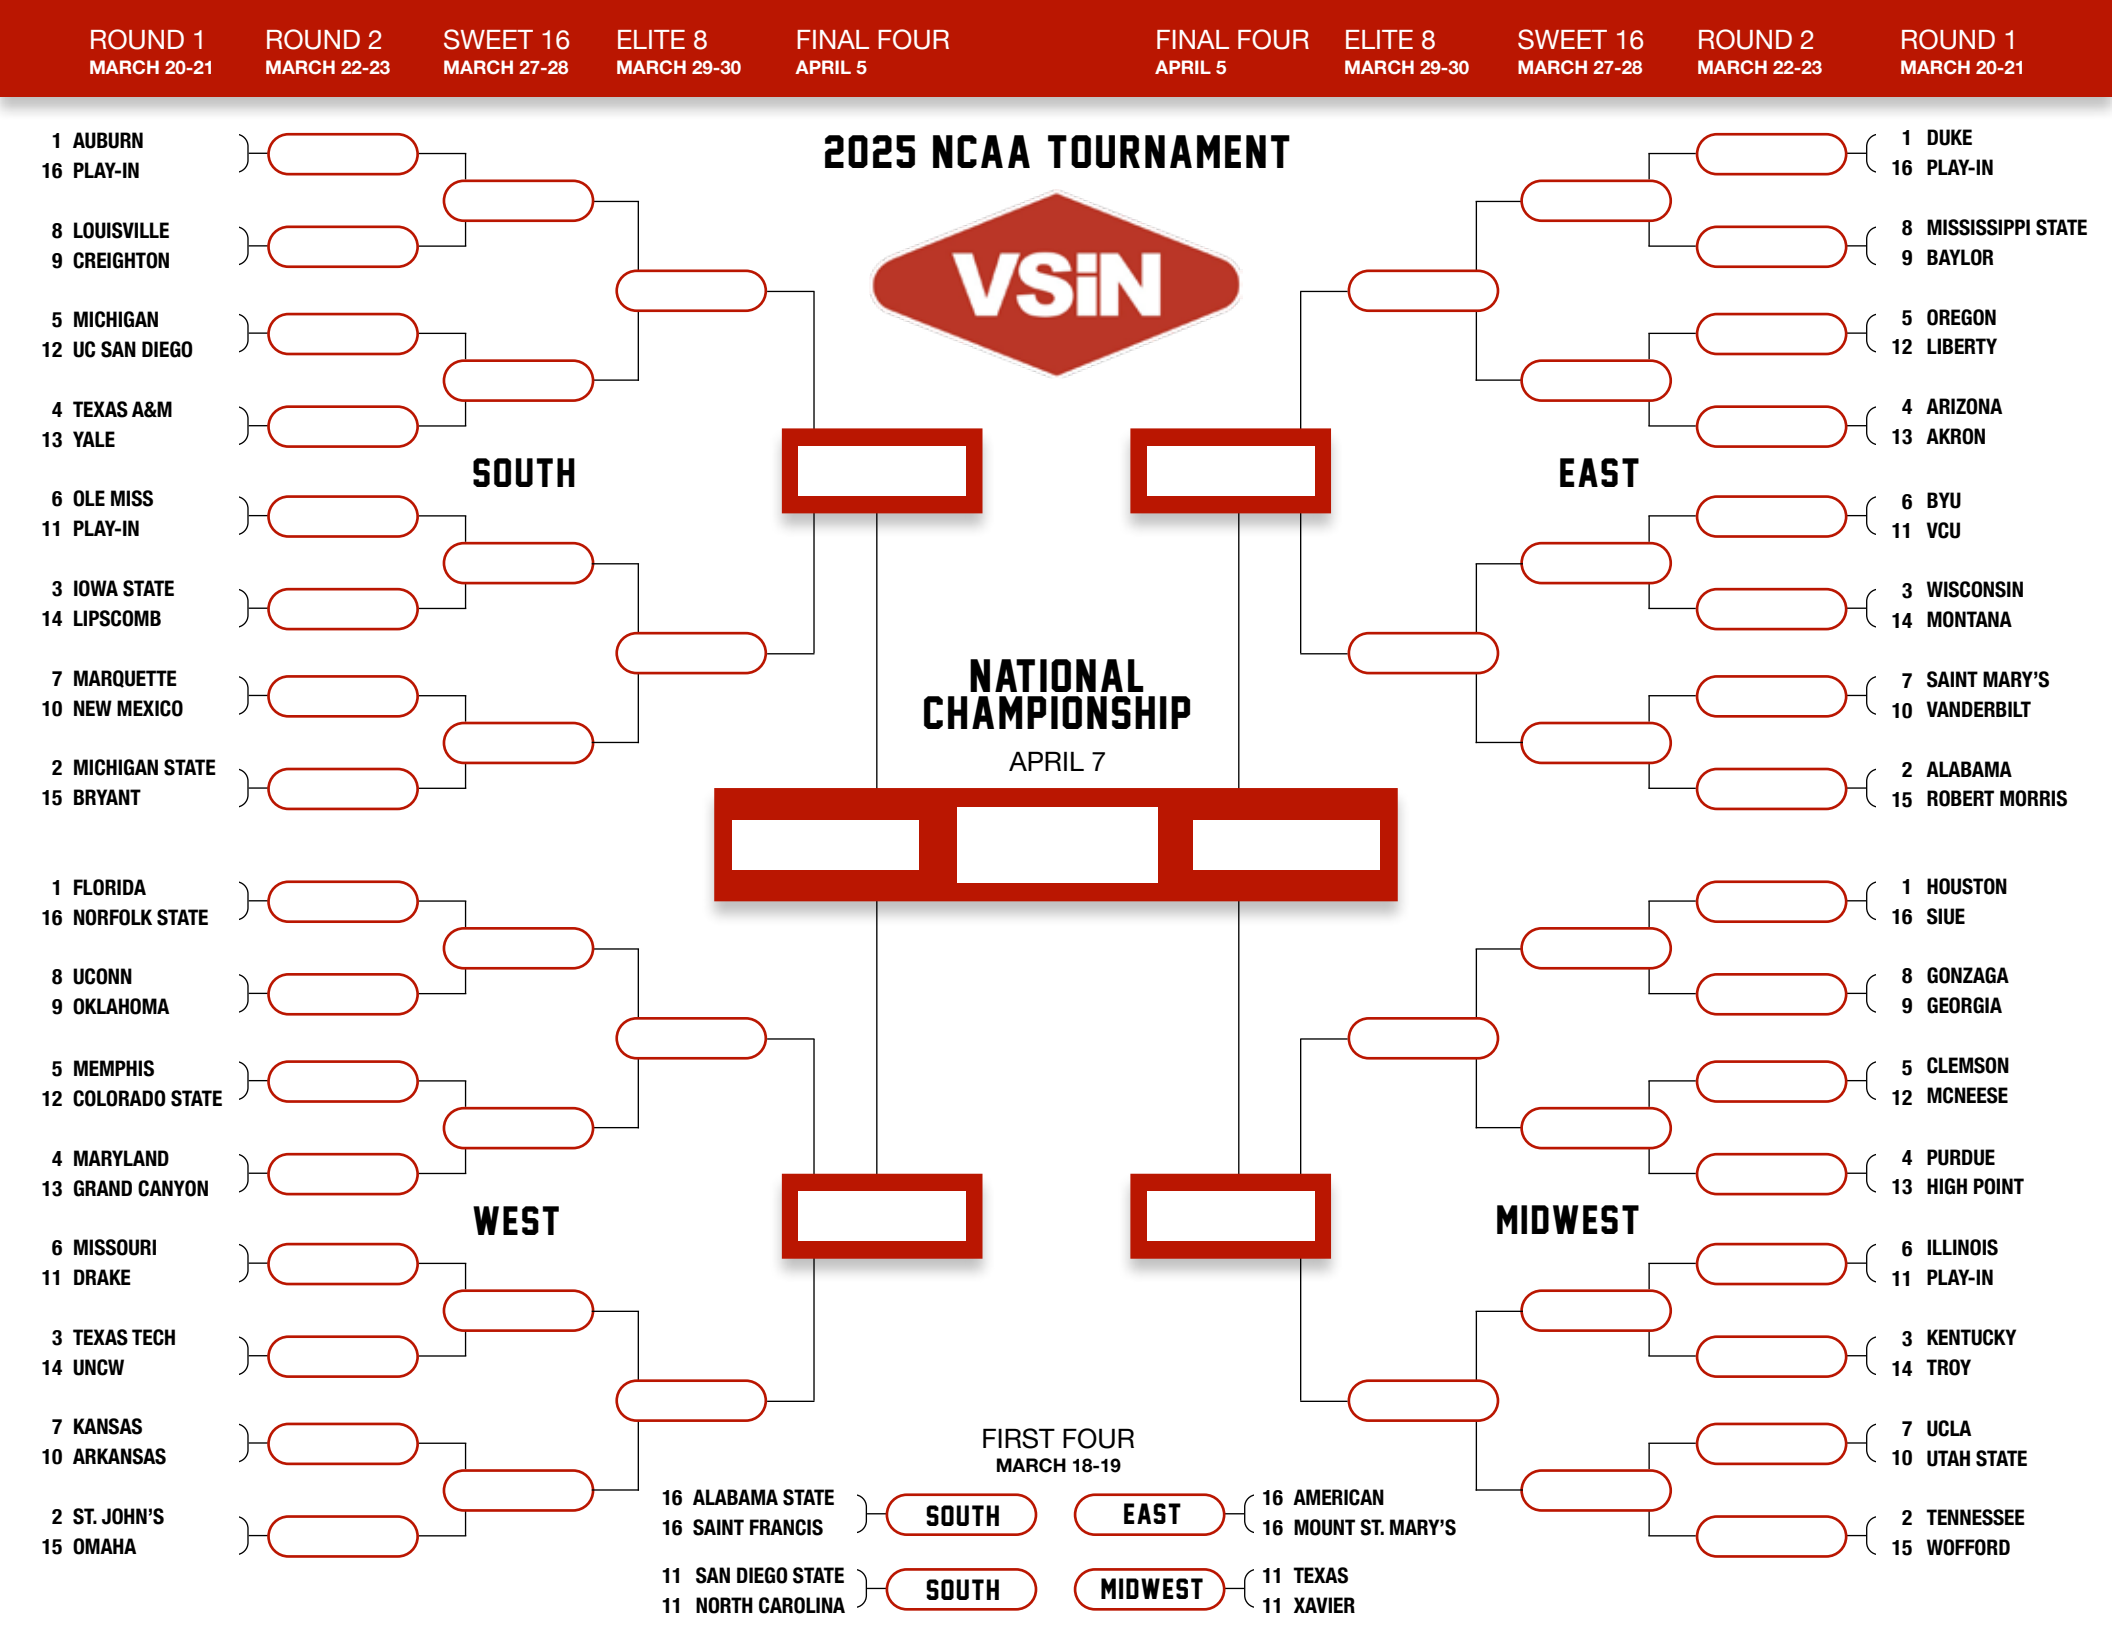 ROUND 1
MARCH 20-21
ROUND 2
MARCH 22-23
SWEET 16
MARCH 27-28
ELITE 8
MARCH 29-30
FINAL FOUR
APRIL 5
FINAL FOUR
APRIL 5
ELITE 8
MARCH 29-30
SWEET 16
MARCH 27-28
ROUND 2
MARCH 22-23
ROUND 1
MARCH 20-21
2025 NCAA TOURNAMENT
VSiN
1 AUBURN
16 PLAY-IN
8 LOUISVILLE
9 CREIGHTON
5 MICHIGAN
12 UC SAN DIEGO
4 TEXAS A&M
13 YALE
SOUTH
6 OLE MISS
11 PLAY-IN
3 IOWA STATE
14 LIPSCOMB
7 MARQUETTE
10 NEW MEXICO
2 MICHIGAN STATE
15 BRYANT
1 FLORIDA
16 NORFOLK STATE
8 UCONN
9 OKLAHOMA
5 MEMPHIS
12 COLORADO STATE
4 MARYLAND
13 GRAND CANYON
WEST
6 MISSOURI
11 DRAKE
3 TEXAS TECH
14 UNCW
7 KANSAS
10 ARKANSAS
2 ST. JOHN'S
15 OMAHA
NATIONAL
CHAMPIONSHIP
APRIL 7
1 DUKE
16 PLAY-IN
8 MISSISSIPPI STATE
9 BAYLOR
5 OREGON
12 LIBERTY
4 ARIZONA
13 AKRON
EAST
6 BYU
11 VCU
3 WISCONSIN
14 MONTANA
7 SAINT MARY'S
10 VANDERBILT
2 ALABAMA
15 ROBERT MORRIS
1 HOUSTON
16 SIUE
8 GONZAGA
9 GEORGIA
5 CLEMSON
12 MCNEESE
4 PURDUE
13 HIGH POINT
MIDWEST
6 ILLINOIS
11 PLAY-IN
3 KENTUCKY
14 TROY
7 UCLA
10 UTAH STATE
2 TENNESSEE
15 WOFFORD
FIRST FOUR
MARCH 18-19
16 ALABAMA STATE
16 SAINT FRANCIS
SOUTH
EAST
16 AMERICAN
16 MOUNT ST. MARY'S
11 SAN DIEGO STATE
11 NORTH CAROLINA
SOUTH
MIDWEST
11 TEXAS
11 XAVIER